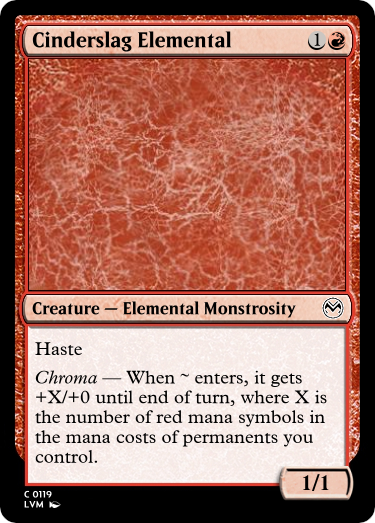 Cinderslag Elemental 1
Creature — Elemental Monstrosity
Haste
Chroma — When ~ enters, it gets
+X/+0 until end of turn, where X is
the number of red mana symbols in
the mana costs of permanents you
control.
1/1
C 0119
LVM